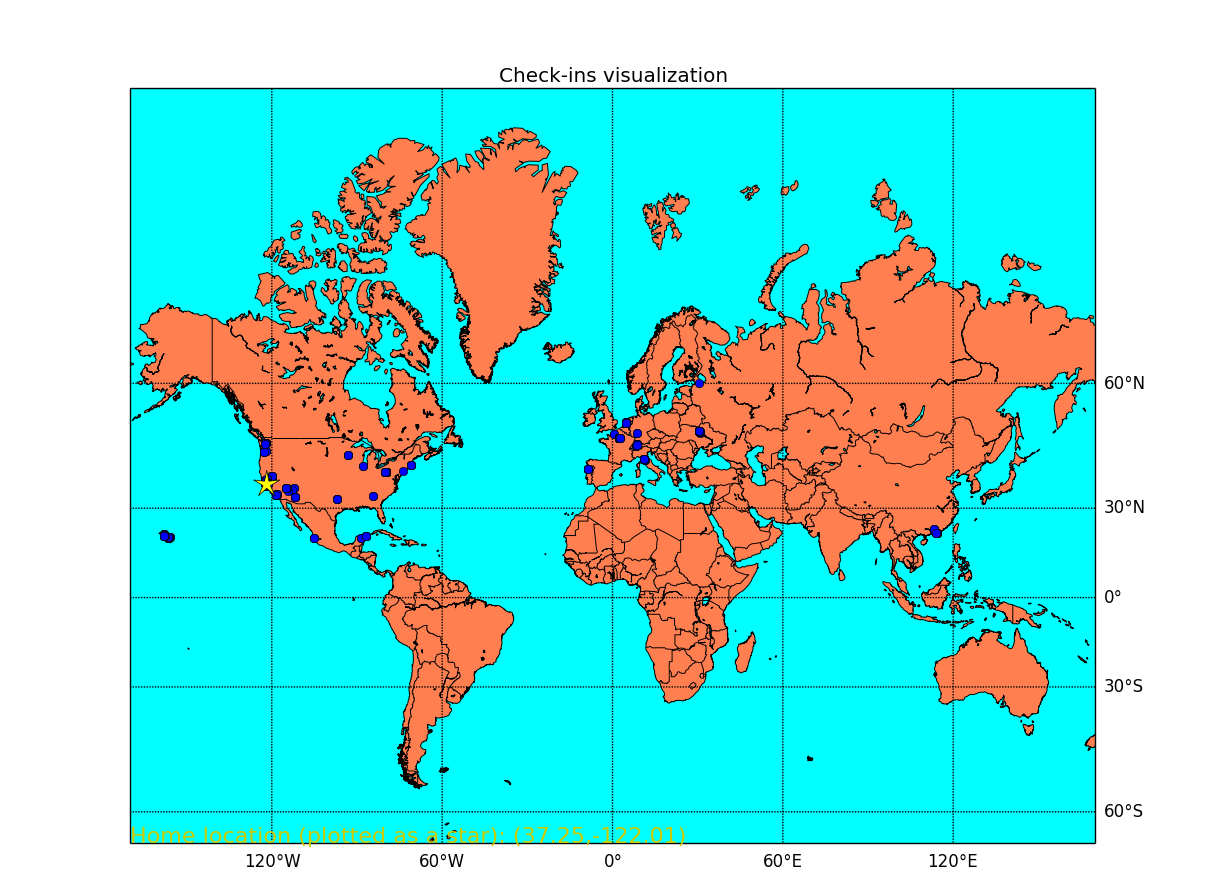 Check-ins visualization
60°N
30°N
0°
30°S
60°S
Home location (plotted as a star): (37.25,-122.01)
120°W 60°W 0° 60°E 120°E